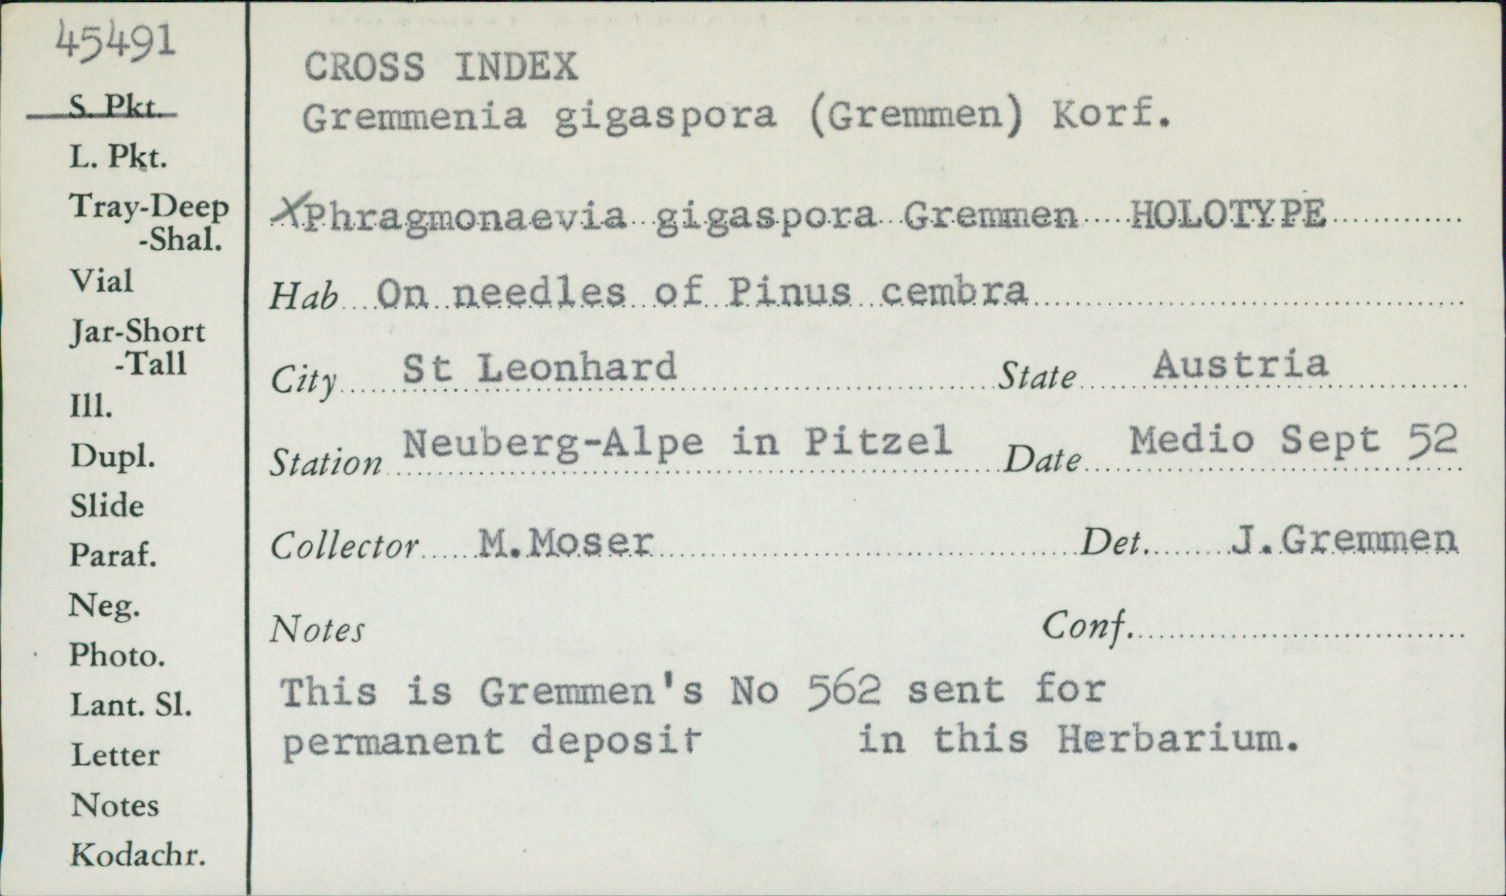 45491
S. Pkt.
L. Pkt.
Tray-Deep
-Shal.
Vial
Jar-Short
-Tall
Ill.
Dupl.
Slide
Paraf.
Neg.
Photo.
Lant. Sl.
Letter
Notes
Kodachr.
CROSS INDEX
Gremmenia gigaspora (Gremmen) Korf.
XPhragmonaevia gigaspora Gremmen HOLOTYPE
Hab On needles of Pinus cembra
City St Leonhard State Austria
Station Neuberg-Alpe in Pitzel Date Medio Sept 52
Collector M.Moser Det. J.Gremmen
Notes Conf.
This is Gremmen's No 562 sent for
permanent deposit in this Herbarium.